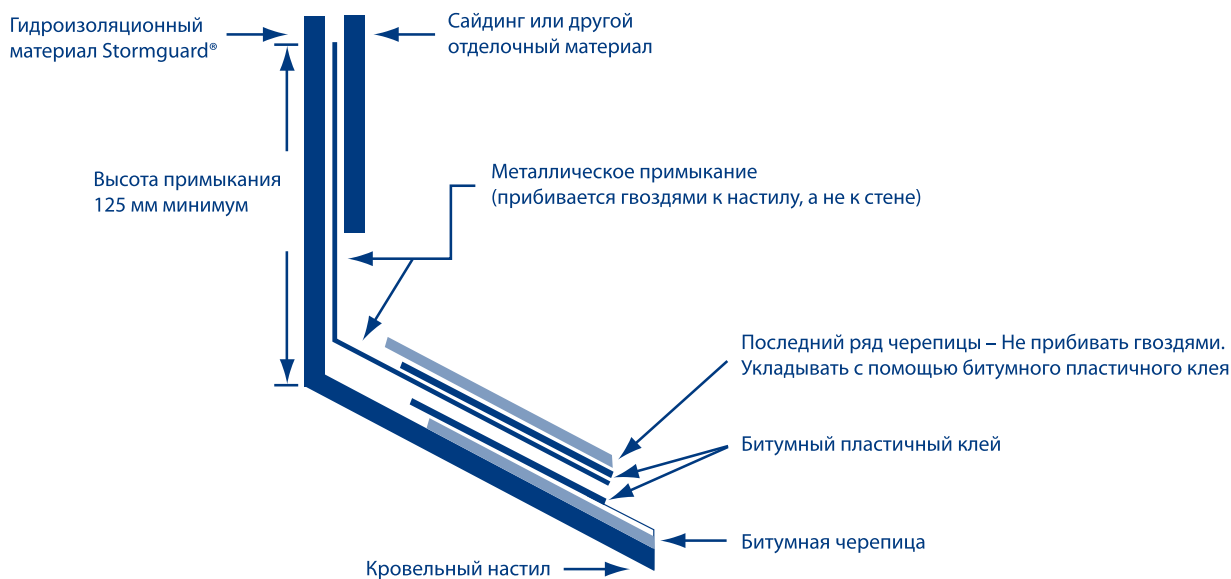 Гидроизоляционный
материал Stormguard®
Сайдинг или другой
отделочный материал
Высота примыкания
125 мм минимум
Металлическое примыкание
(прибивается гвоздями к настилу, а не к стене)
Последний ряд черепицы – Не прибивать гвоздями.
Укладывать с помощью битумного пластичного клея
Битумный пластичный клей
Битумная черепица
Кровельный настил